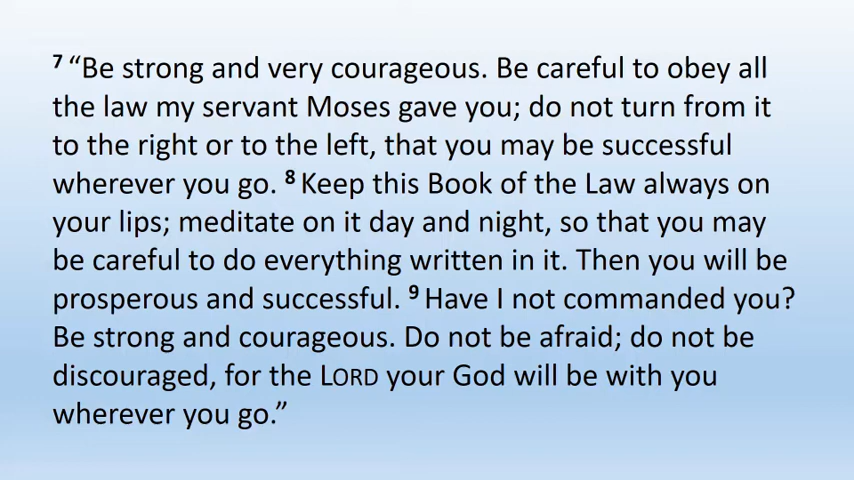 7 “Be strong and very courageous. Be careful to obey all
the law my servant Moses gave you; do not turn from it
to the right or to the left, that you may be successful
wherever you go. 8 Keep this Book of the Law always on
your lips; meditate on it day and night, so that you may
be careful to do everything written in it. Then you will be
prosperous and successful. 9 Have I not commanded you?
Be strong and courageous. Do not be afraid; do not be
discouraged, for the LORD your God will be with you
wherever you go.”